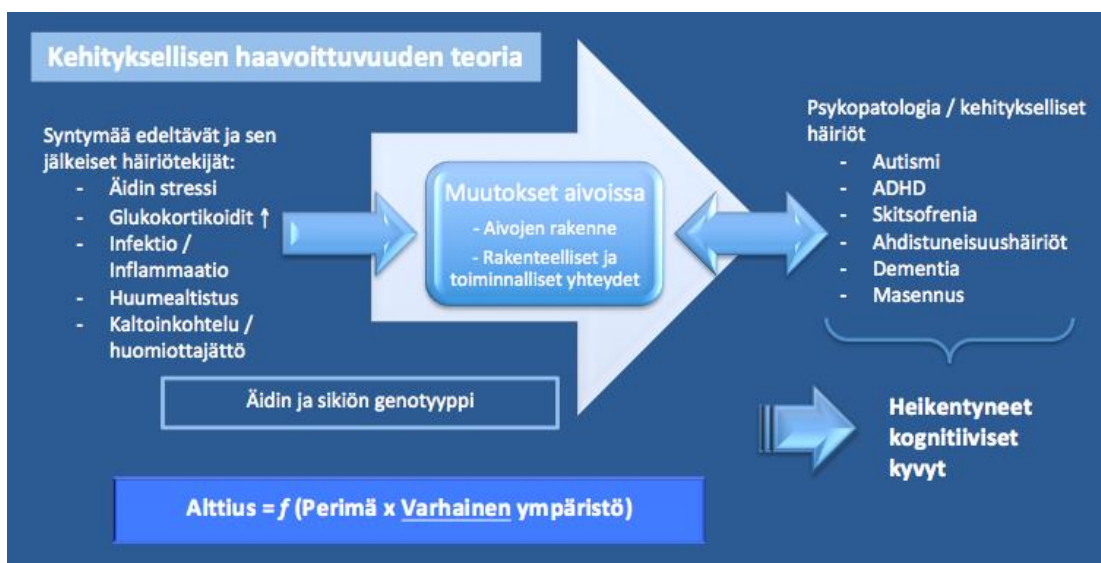 Kehityksellisen haavoittuvuuden teoria
Syntymää edeltävät ja sen
jälkeiset häiriötekijät:
- Äidin stressi
- Glukokortikoidit ↑
- Infektio /
Inflammaatio
- Huumealtistus
- Kaltoinkohtelu /
huomiottajättö
Muutokset aivoissa
- Aivojen rakenne
- Rakenteelliset ja
toiminnalliset yhteydet
Psykopatologia / kehitykselliset
häiriöt
- Autismi
- ADHD
- Skitsofrenia
- Ahdistuneisuushäiriöt
- Dementia
- Masennus
Äidin ja sikiön genotyyppi
Heikentyneet
kognitiiviset
kyvyt
Alttius = f (Perimä x Varhainen ympäristö)